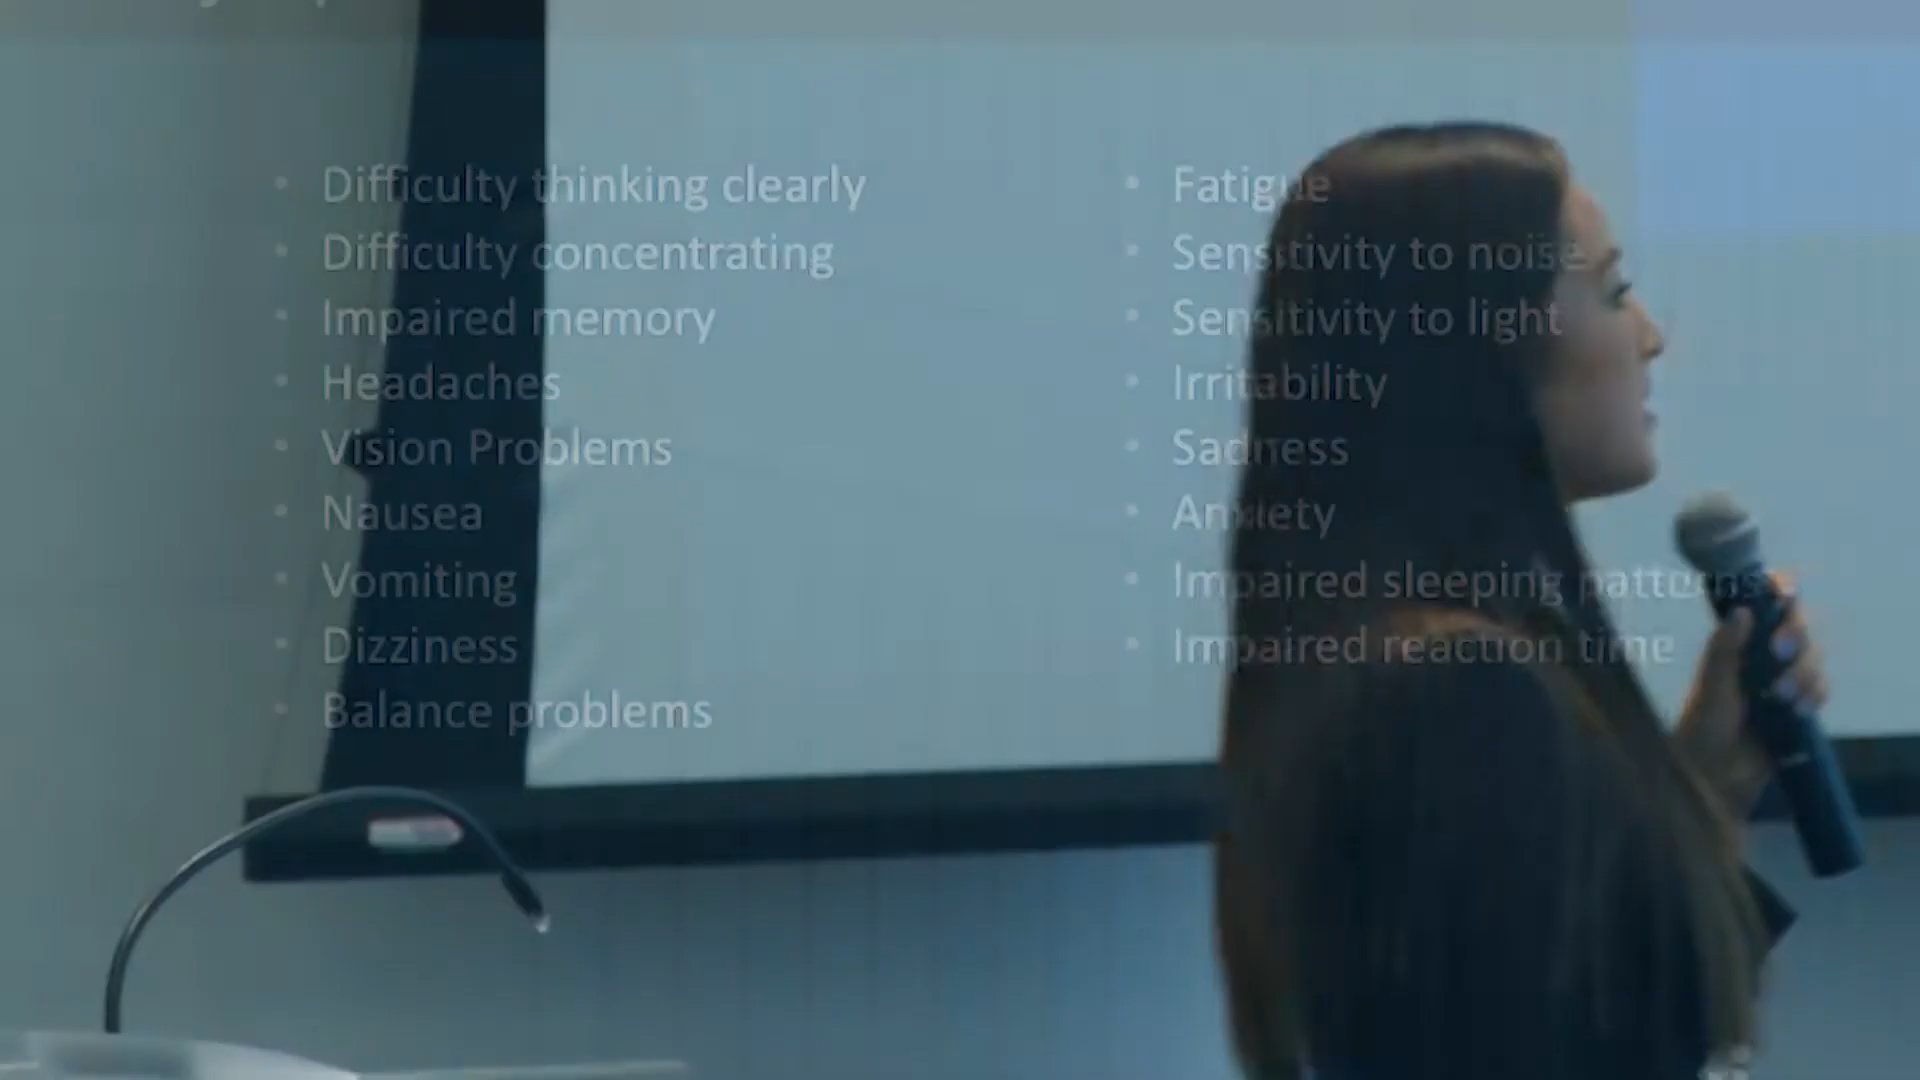 • Difficulty thinking clearly
• Difficulty concentrating
• Impaired memory
• Headaches
• Vision Problems
• Nausea
• Vomiting
• Dizziness
• Balance problems
• Fatigue
• Sensitivity to noise
• Sensitivity to light
• Irritability
• Sadness
• Anxiety
• Impaired sleeping patterns
• Impaired reaction time